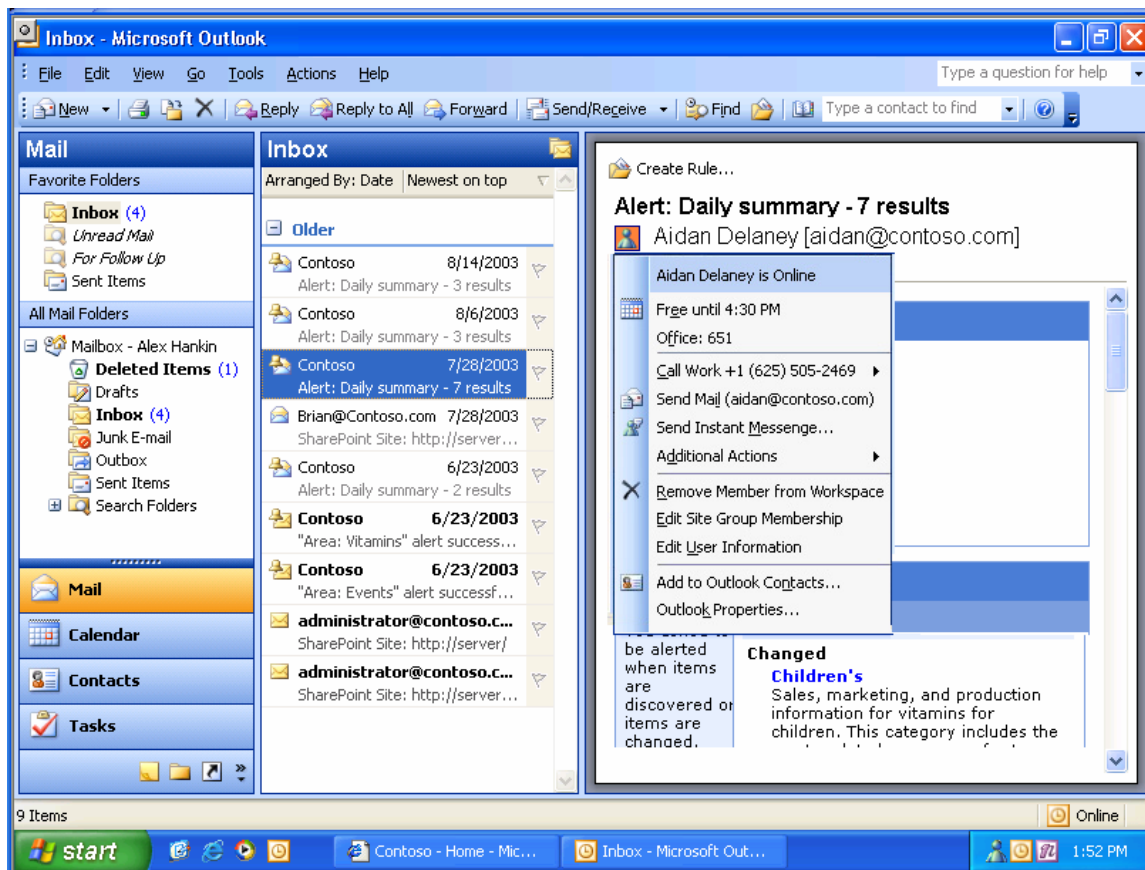 Inbox - Microsoft Outlook
File Edit View Go Tools Actions Help
Type a question for help
New Reply Reply to All Forward Send/Receive Find Type a contact to find
Mail
Favorite Folders
Inbox (4)
Unread Mail
For Follow Up
Sent Items
All Mail Folders
Mailbox - Alex Hankin
Deleted Items (1)
Drafts
Inbox (4)
Junk E-mail
Outbox
Sent Items
Search Folders
Mail
Calendar
Contacts
Tasks
Inbox
Arranged By: Date Newest on top
Older
Contoso 8/14/2003
Alert: Daily summary - 3 results
Contoso 8/6/2003
Alert: Daily summary - 3 results
Contoso 7/28/2003
Alert: Daily summary - 7 results
Brian@Contoso.com 7/28/2003
SharePoint Site: http://server...
Contoso 6/23/2003
Alert: Daily summary - 2 results
Contoso 6/23/2003
"Area: Vitamins" alert success...
Contoso 6/23/2003
"Area: Events" alert successf...
administrator@contoso.c...
SharePoint Site: http://server/
administrator@contoso.c...
SharePoint Site: http://server...
Create Rule...
Alert: Daily summary - 7 results
Aidan Delaney [aidan@contoso.com]
Aidan Delaney is Online
Free until 4:30 PM
Office: 651
Call Work +1 (625) 505-2469
Send Mail (aidan@contoso.com)
Send Instant Messenge...
Additional Actions
Remove Member from Workspace
Edit Site Group Membership
Edit User Information
Add to Outlook Contacts...
Outlook Properties...
be alerted
when items
are
discovered or
items are
changed.
Changed
Children's
Sales, marketing, and production
information for vitamins for
children. This category includes the
9 Items
Online
start
Contoso - Home - Mic...
Inbox - Microsoft Out...
1:52 PM